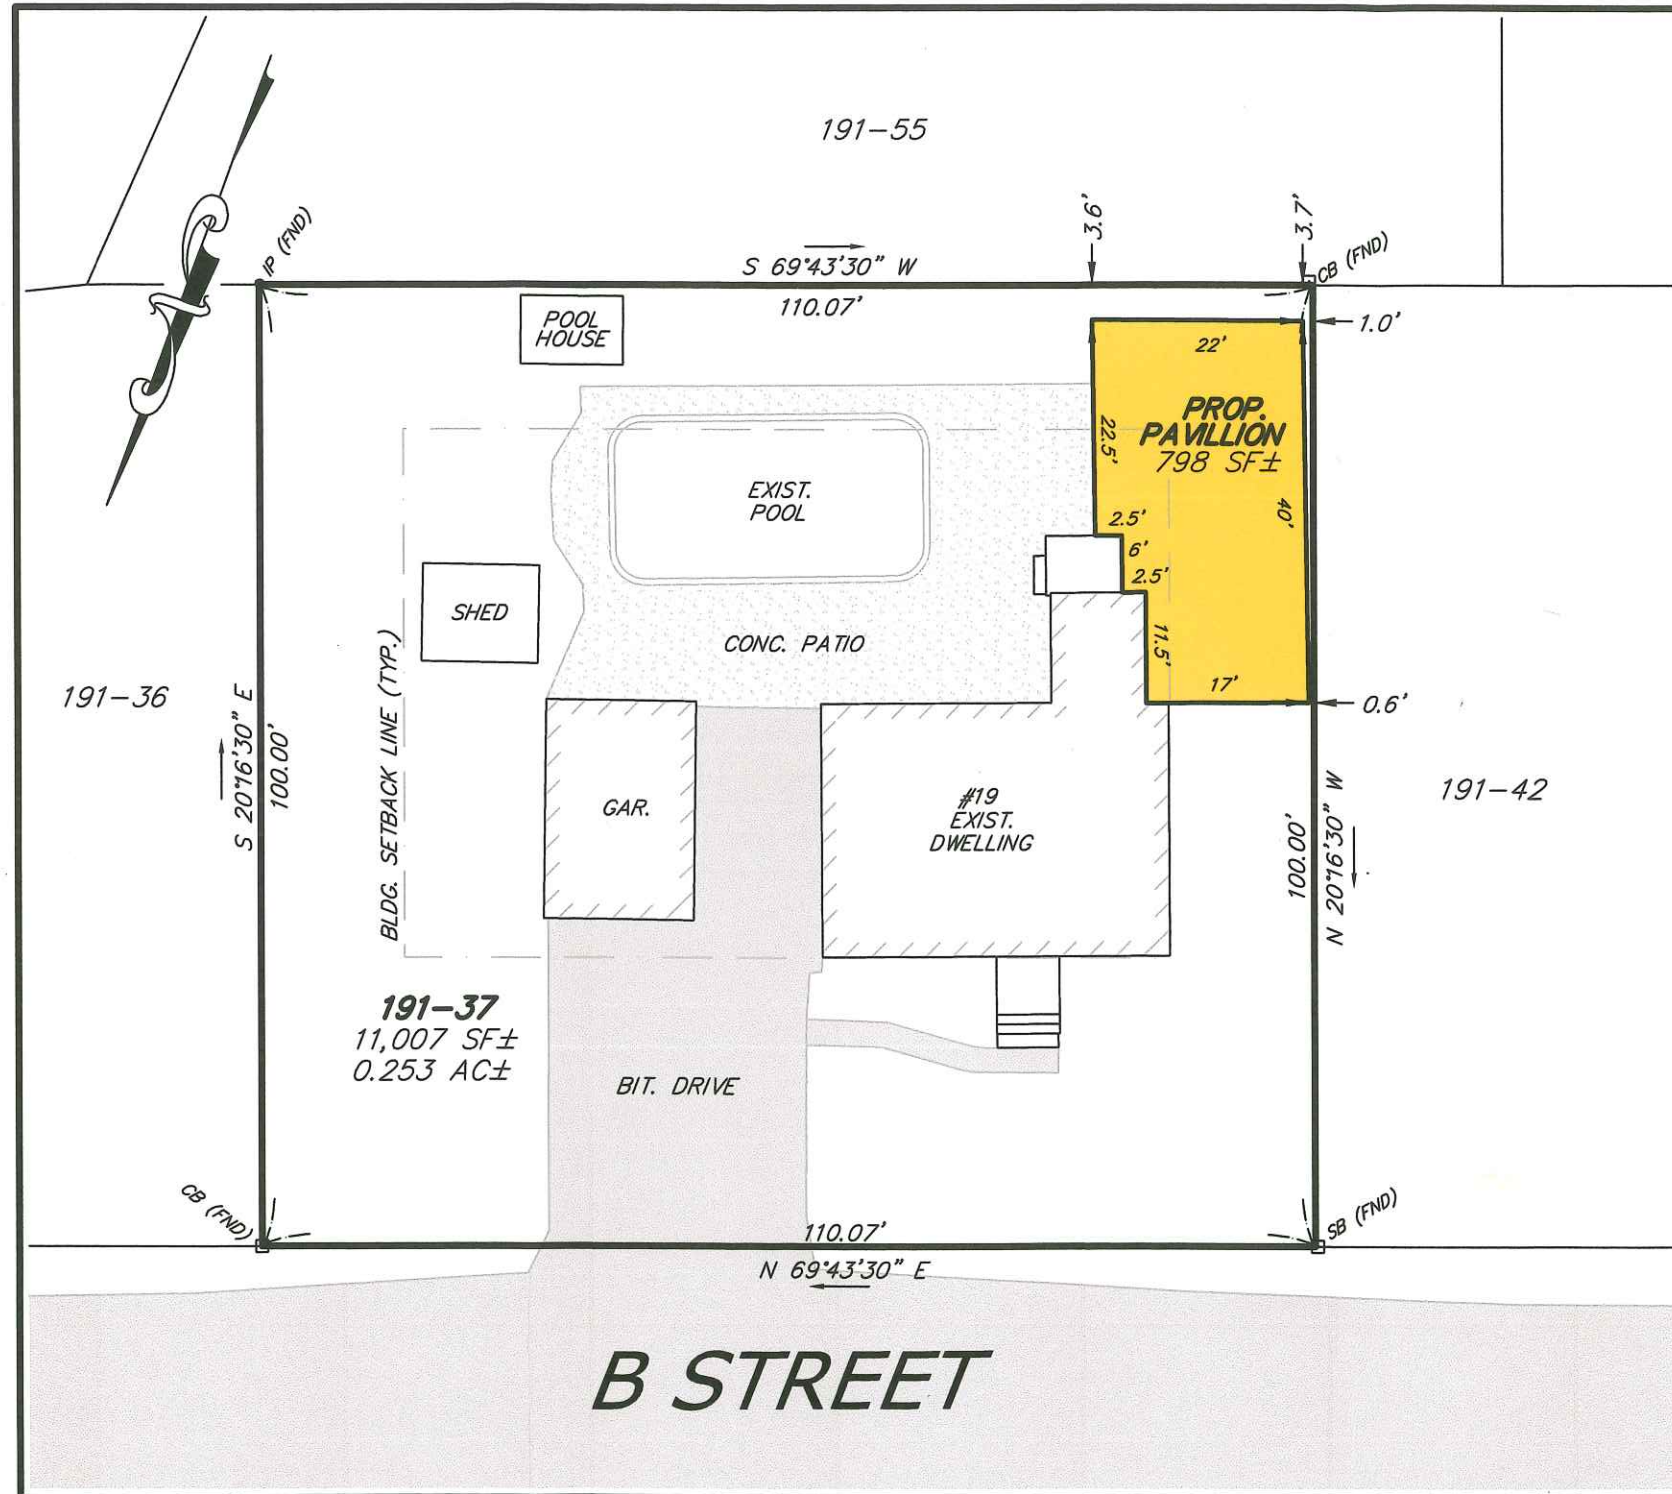 191-55
3.6'
3.7'
IP (FND)
CB (FND)
S 69°43'30" W
110.07'
POOL
HOUSE
1.0'
22'
PROP.
PAVILLION
798 SF±
22.5'
40'
EXIST.
POOL
2.5'
6'
2.5'
SHED
CONC. PATIO
11.5'
17'
0.6'
191-36
S 20°16'30" E
100.00'
BLDG. SETBACK LINE (TYP.)
GAR.
#19
EXIST.
DWELLING
100.00'
N 20°16'30" W
191-42
191-37
11,007 SF±
0.253 AC±
BIT. DRIVE
CB (FND)
SB (FND)
110.07'
N 69°43'30" E
B STREET